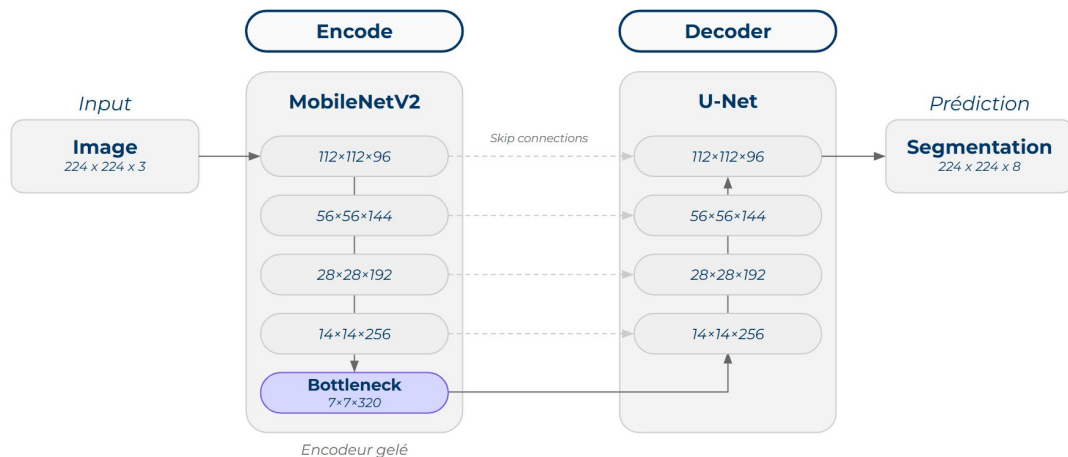 Encode
Decoder
Input
Image
224 x 224 x 3
MobileNetV2
112×112×96
56×56×144
28×28×192
14×14×256
Bottleneck
7×7×320
Encodeur gelé
Skip connections
U-Net
112×112×96
56×56×144
28×28×192
14×14×256
Prédiction
Segmentation
224 x 224 x 8